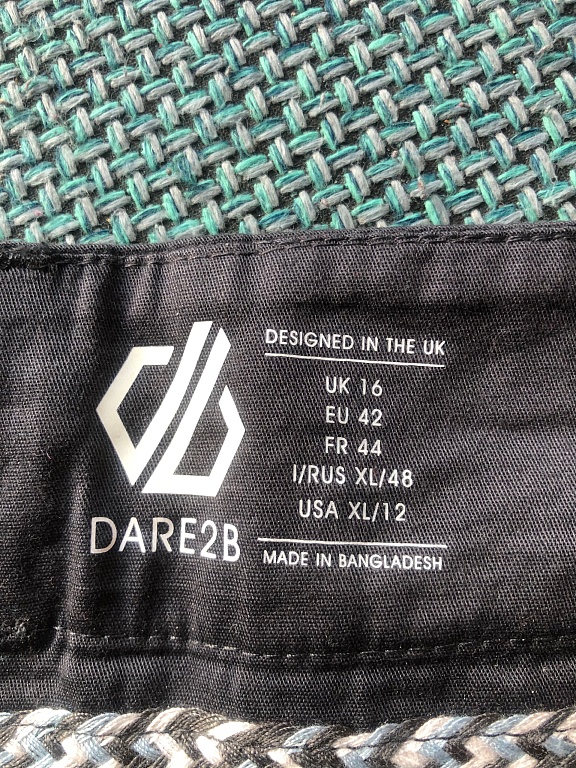 DESIGNED IN THE UK
UK 16
EU 42
FR 44
I/RUS XL/48
USA XL/12
DARE2B
MADE IN BANGLADESH